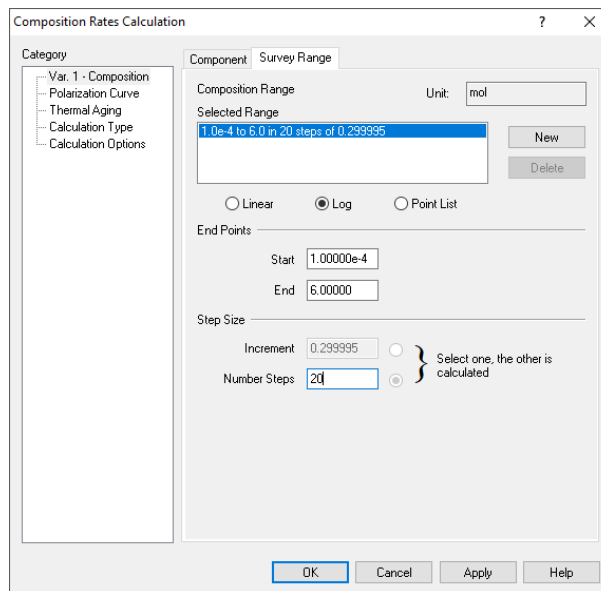 Composition Rates Calculation ?
Category
Var. 1 - Composition
Polarization Curve
Thermal Aging
Calculation Type
Calculation Options
Component Survey Range
Composition Range Unit: mol
Selected Range
1.0e-4 to 6.0 in 20 steps of 0.299995
New
Delete
Linear Log Point List
End Points
Start 1.00000e-4
End 6.00000
Step Size
Increment 0.299995
Number Steps 20
Select one, the other is
calculated
OK Cancel Apply Help